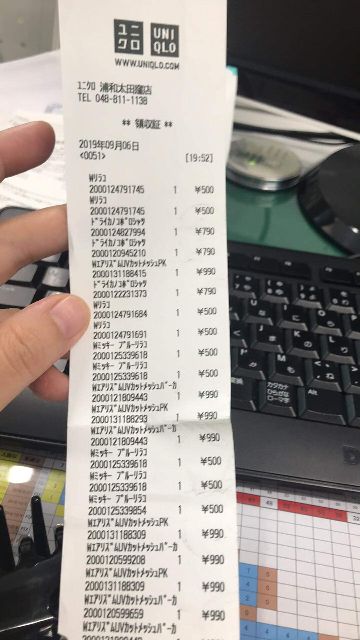 ユニ
クロ
UNI
QLO
WWW.UNIQLO.COM
ユニクロ 浦和太田窪店
TEL 048-811-1138
** 領収証 **
2019年09月06日
<0051> [19:52]
Wリラコ
2000124791745 1 ¥500
Wリラコ
2000124791745 1 ¥500
ドライカノコポロシャツ
2000124827994 1 ¥790
ドライカノコポロシャツ
2000120945210 1 ¥790
WエアリズムUVカットメッシュPK
2000131188415 1 ¥990
ドライカノコポロシャツ
2000122231373 1 ¥790
Wリラコ
2000124791684 1 ¥500
Wリラコ
2000124791691 1 ¥500
Wミッキー ブルーリラコ
2000125339618 1 ¥500
Wミッキー ブルーリラコ
2000125339618 1 ¥500
WエアリズムUVカットメッシュパーカ
2000121809443 1 ¥990
WエアリズムUVカットメッシュPK
2000131188293 1 ¥990
WエアリズムUVカットメッシュパーカ
2000121809443 1 ¥990
Wミッキー ブルーリラコ
2000125339618 1 ¥500
Wミッキー ブルーリラコ
2000125339618 1 ¥500
Wミッキー ブルーリラコ
2000125339854 1 ¥500
WエアリズムUVカットメッシュPK
2000131188309 1 ¥990
WエアリズムUVカットメッシュパーカ
2000120599208 1 ¥990
WエアリズムUVカットメッシュPK
2000131188309 1 ¥990
WエアリズムUVカットメッシュパーカ
2000120599659 1 ¥990
WエアリズムUVカットメッシュPK
カタカナ
ひらがな
ローマ字